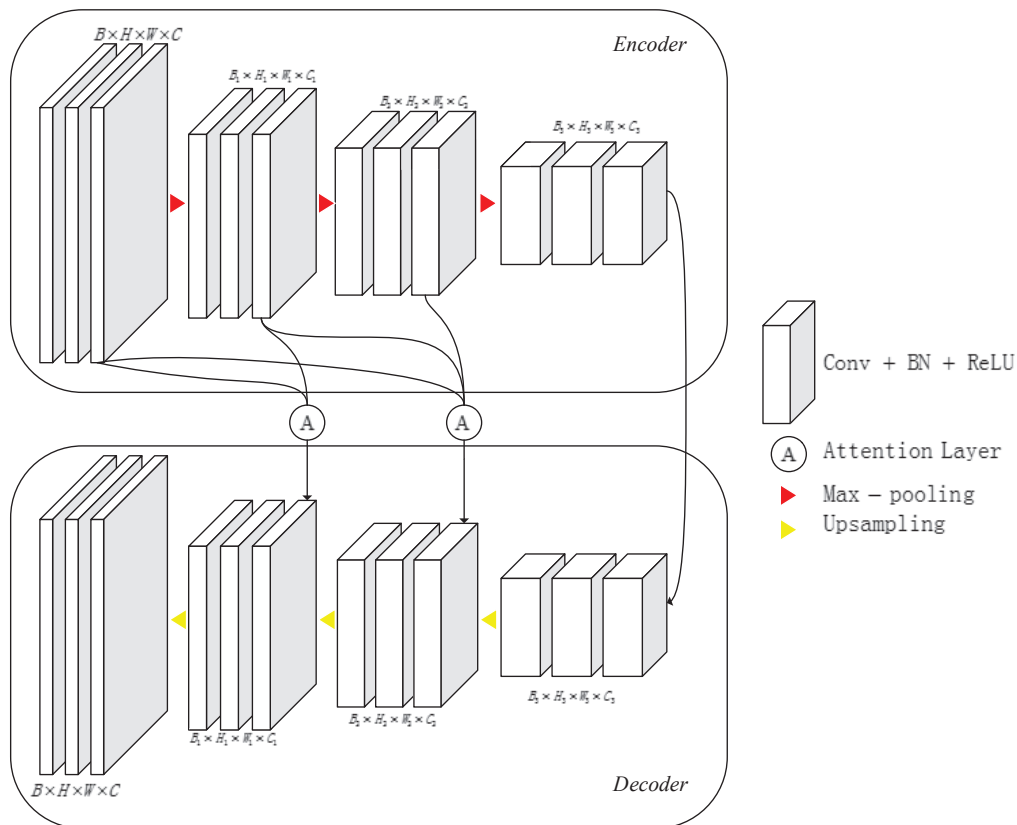 Encoder
B×H×W×C
B₁×H₁×W₁×C₁
B₂×H₂×W₂×C₂
B₃×H₃×W₃×C₃
Conv + BN + ReLU
A
A
A Attention Layer
Max-pooling
Upsampling
B₃×H₃×W₃×C₃
B₂×H₂×W₂×C₂
B₁×H₁×W₁×C₁
B×H×W×C
Decoder